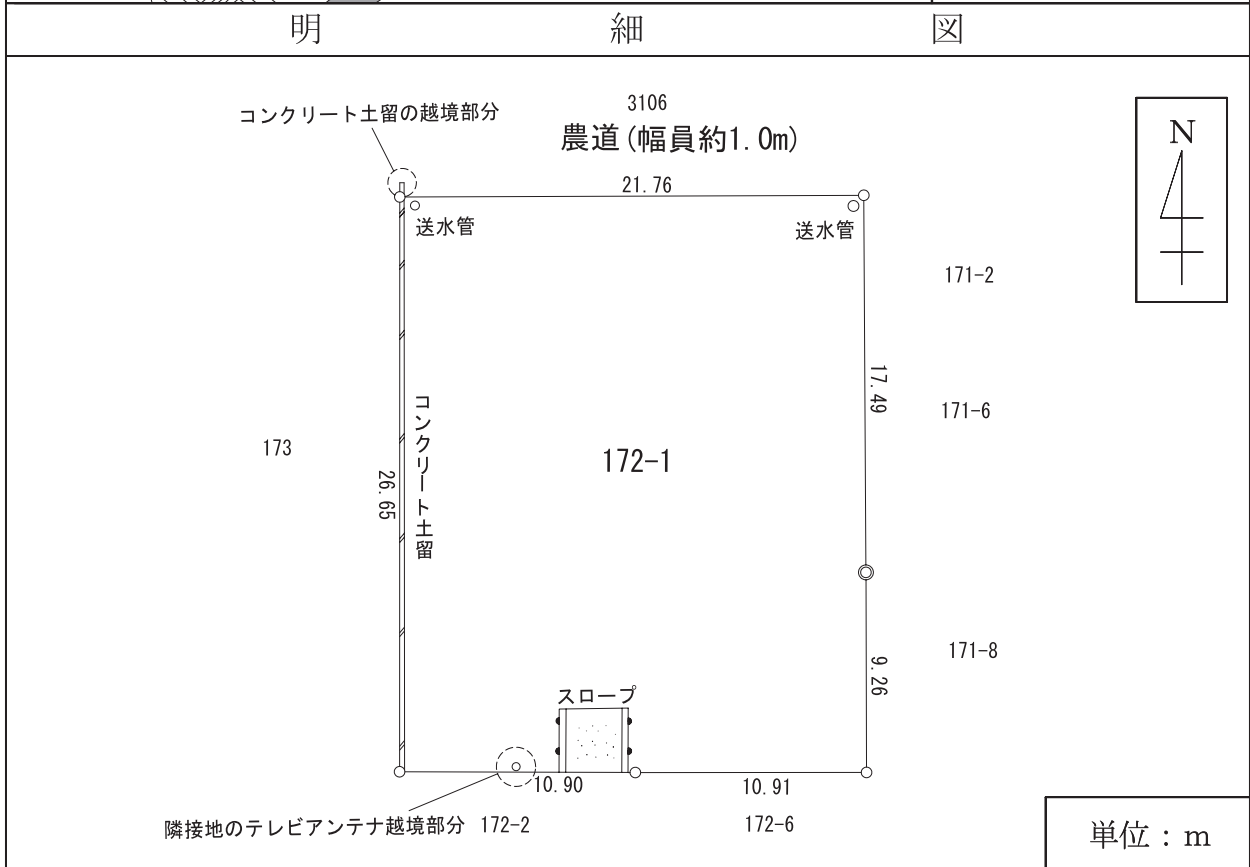 明細図
3106
コンクリート土留の越境部分
農道(幅員約1.0m)
N
21.76
送水管
送水管
171-2
17.49
171-6
コンクリート土留
173
172-1
26.65
171-8
9.26
スロープ
10.90
10.91
隣接地のテレビアンテナ越境部分
172-2
172-6
単位：m